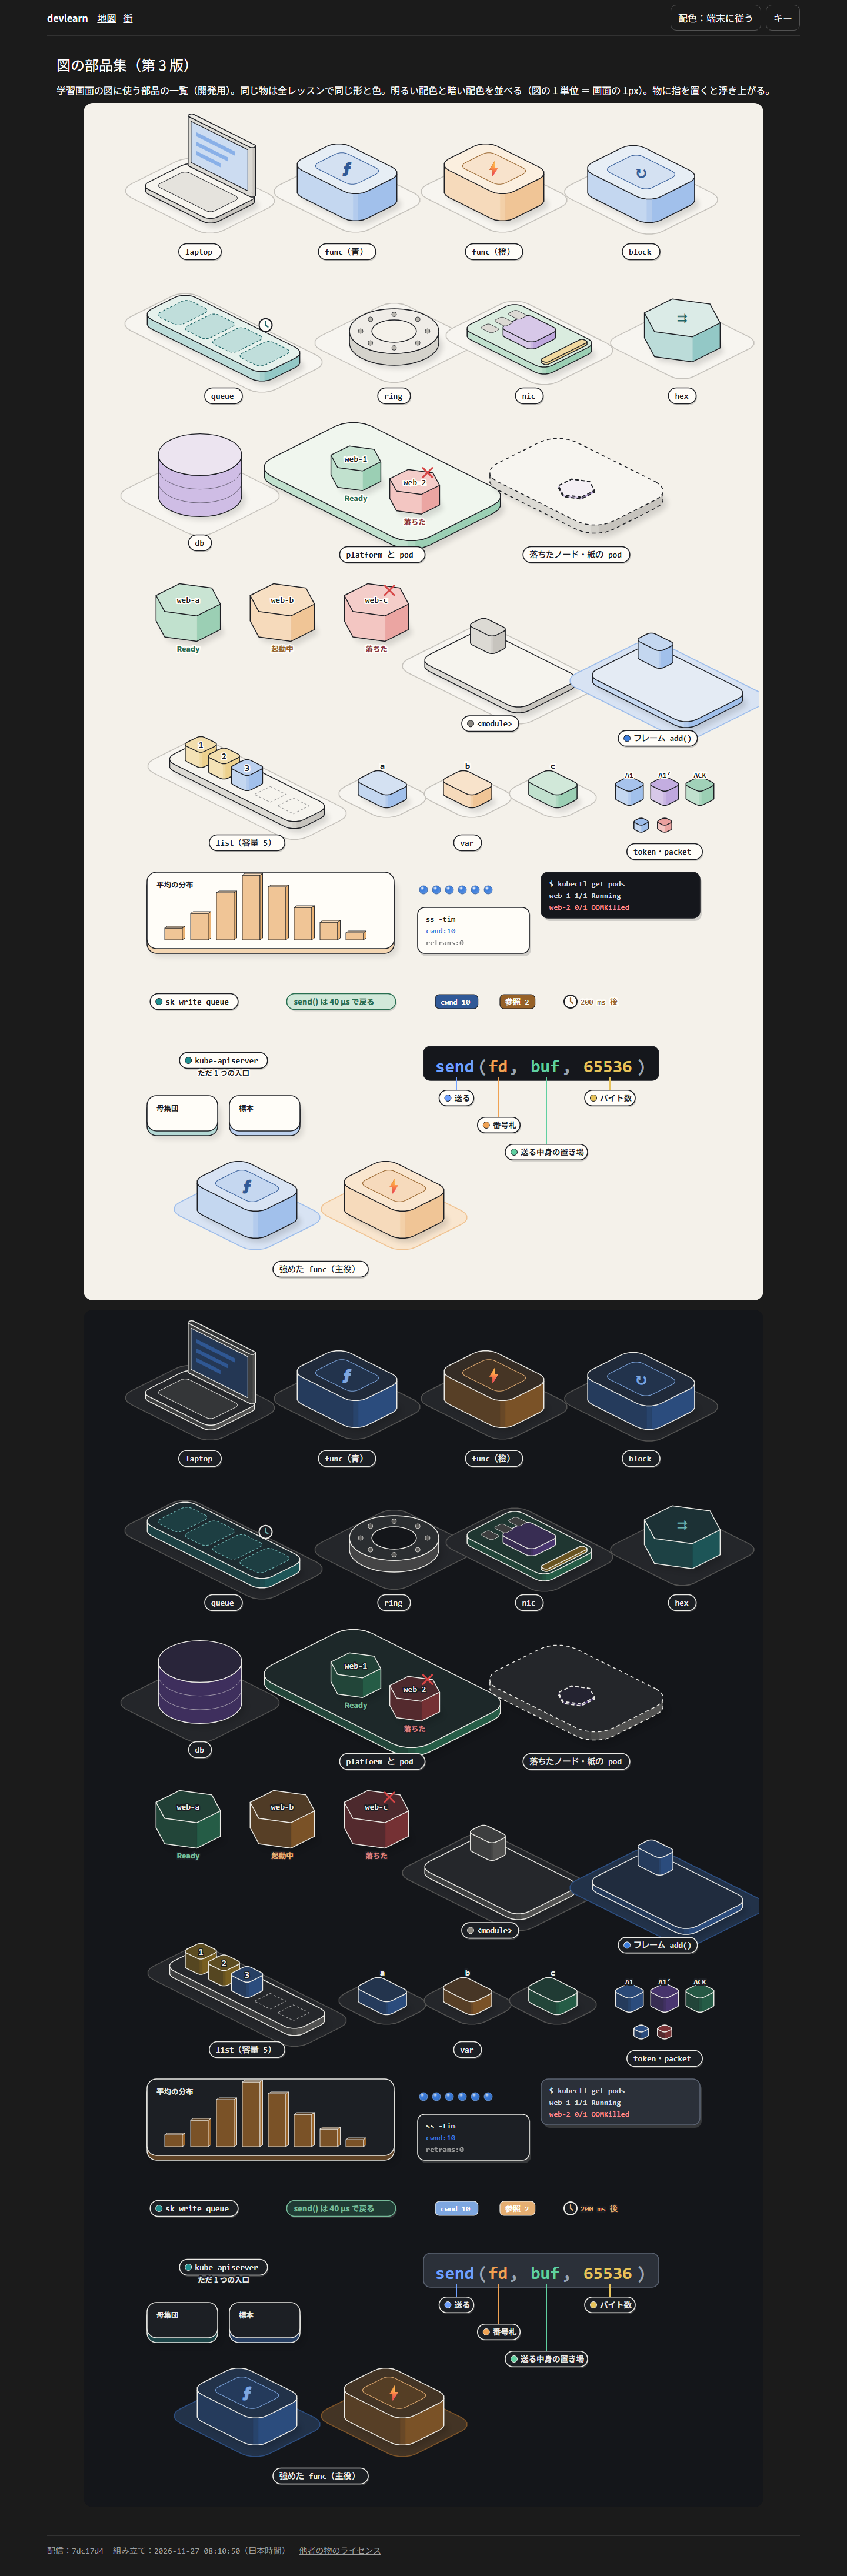 devlearn 地図 街 配色：端末に従う キー
図の部品集（第 3 版）
学習画面の図に使う部品の一覧（開発用）。同じ物は全レッスンで同じ形と色。明るい配色と暗い配色を並べる（図の 1 単位 ＝ 画面の 1px）。物に指を置くと浮き上がる。
laptop func（青） func（橙） block
queue ring nic hex
web-1
Ready
web-2
落ちた
db platform と pod 落ちたノード・紙の pod
web-a web-b web-c
Ready 起動中 落ちた
<module> フレーム add()
1 2 3
a b c
A1 A1′ ACK
list（容量 5） var token・packet
平均の分布
$ kubectl get pods
web-1 1/1 Running
web-2 0/1 OOMKilled
ss -tim
cwnd:10
retrans:0
sk_write_queue send() は 40 μs で戻る cwnd 10 参照 2 200 ms 後
kube-apiserver
ただ 1 つの入口
send(fd, buf, 65536)
送る バイト数
番号札
送る中身の置き場
母集団 標本
強めた func（主役）
laptop func（青） func（橙） block
queue ring nic hex
web-1
Ready
web-2
落ちた
db platform と pod 落ちたノード・紙の pod
web-a web-b web-c
Ready 起動中 落ちた
<module> フレーム add()
1 2 3
a b c
A1 A1′ ACK
list（容量 5） var token・packet
平均の分布
$ kubectl get pods
web-1 1/1 Running
web-2 0/1 OOMKilled
ss -tim
cwnd:10
retrans:0
sk_write_queue send() は 40 μs で戻る cwnd 10 参照 2 200 ms 後
kube-apiserver
ただ 1 つの入口
send(fd, buf, 65536)
送る バイト数
番号札
送る中身の置き場
母集団 標本
強めた func（主役）
配信：7dc17d4 組み立て：2026-11-27 08:10:50（日本時間） 他者の物のライセンス